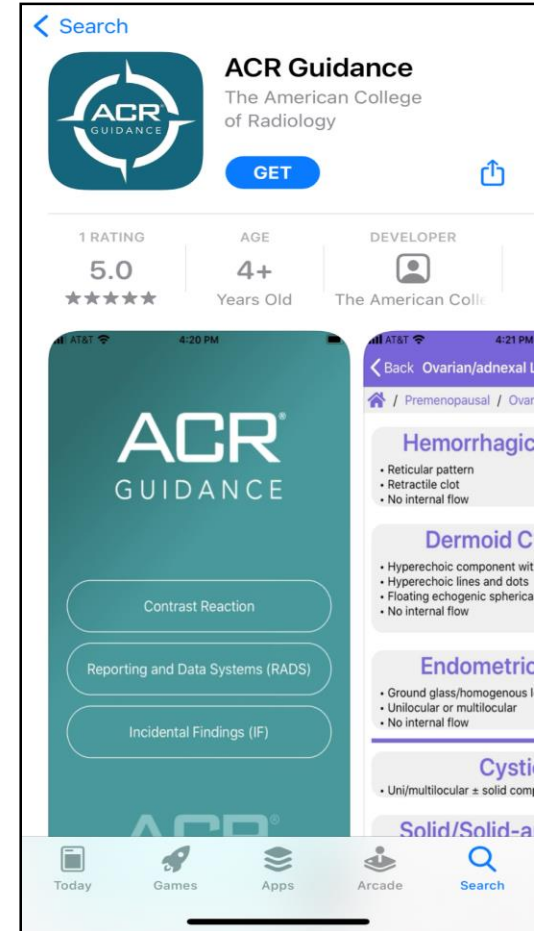 Search
ACR
GUIDANCE
ACR Guidance
The American College
of Radiology
GET
1 RATING
AGE
DEVELOPER
5.0
4+
★★★★★
Years Old
The American Coll
AT&T
4:20 PM
ACR®
GUIDANCE
Contrast Reaction
Reporting and Data Systems (RADS)
Incidental Findings (IF)
ACR®
AT&T
4:21 PM
Back Ovarian/adnexal L
/ Premenopausal / Ovar
Hemorrhagic
• Reticular pattern
• Retractile clot
• No internal flow
Dermoid C
• Hyperechoic component wit
• Hyperechoic lines and dots
• Floating echogenic spherica
• No internal flow
Endometrio
• Ground glass/homogenous l
• Unilocular or multilocular
• No internal flow
Cysti
• Uni/multilocular ± solid comp
Solid/Solid-a
Today
Games
Apps
Arcade
Search